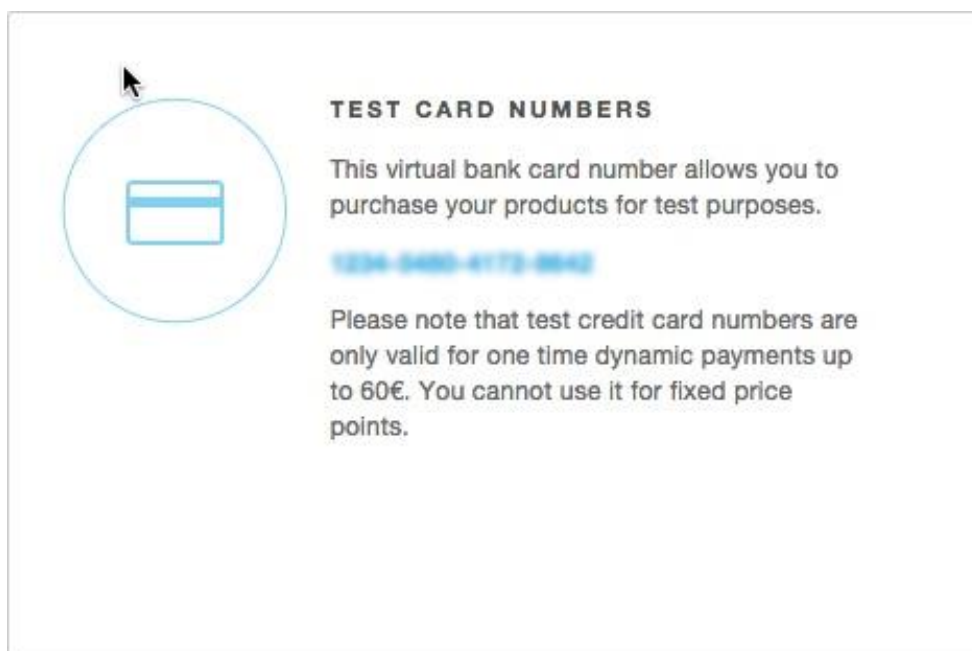 TEST CARD NUMBERS
This virtual bank card number allows you to
purchase your products for test purposes.
Please note that test credit card numbers are
only valid for one time dynamic payments up
to 60€. You cannot use it for fixed price
points.